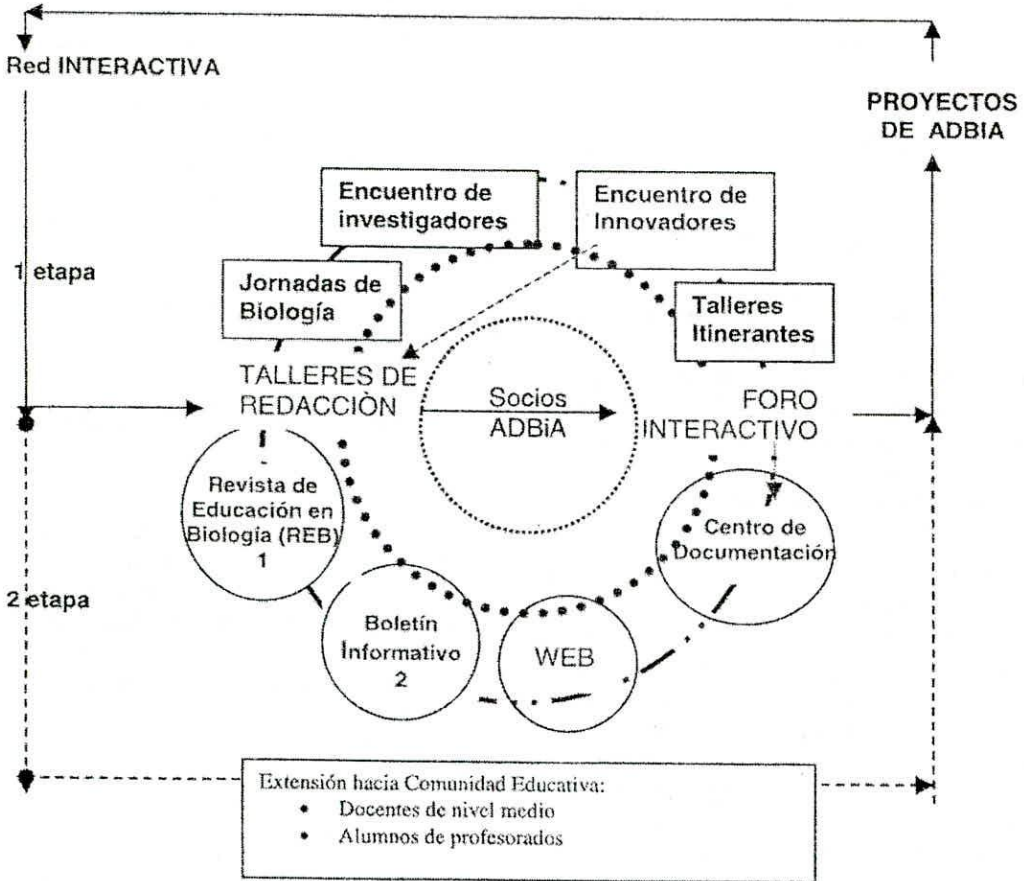 Red INTERACTIVA
PROYECTOS
DE ADBIA
Encuentro de
investigadores
Encuentro de
Innovadores
1 etapa
Jornadas de
Biología
Talleres
Itinerantes
TALLERES DE
REDACCIÒN
Socios
ADBiA
FORO
INTERACTIVO
Revista de
Educación en
Biología (REB)
1
Centro de
Documentación
2 etapa
Boletín
Informativo
2
WEB
Extensión hacia Comunidad Educativa:
• Docentes de nivel medio
• Alumnos de profesorados